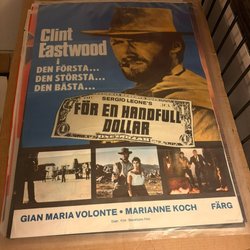 Clint
Eastwood
i
DEN FÖRSTA...
DEN STÖRSTA...
DEN BÄSTA...
SERGIO LEONE'S
FÖR EN HANDFULL
DOLLAR
GIAN MARIA VOLONTE • MARIANNE KOCH
FÄRG